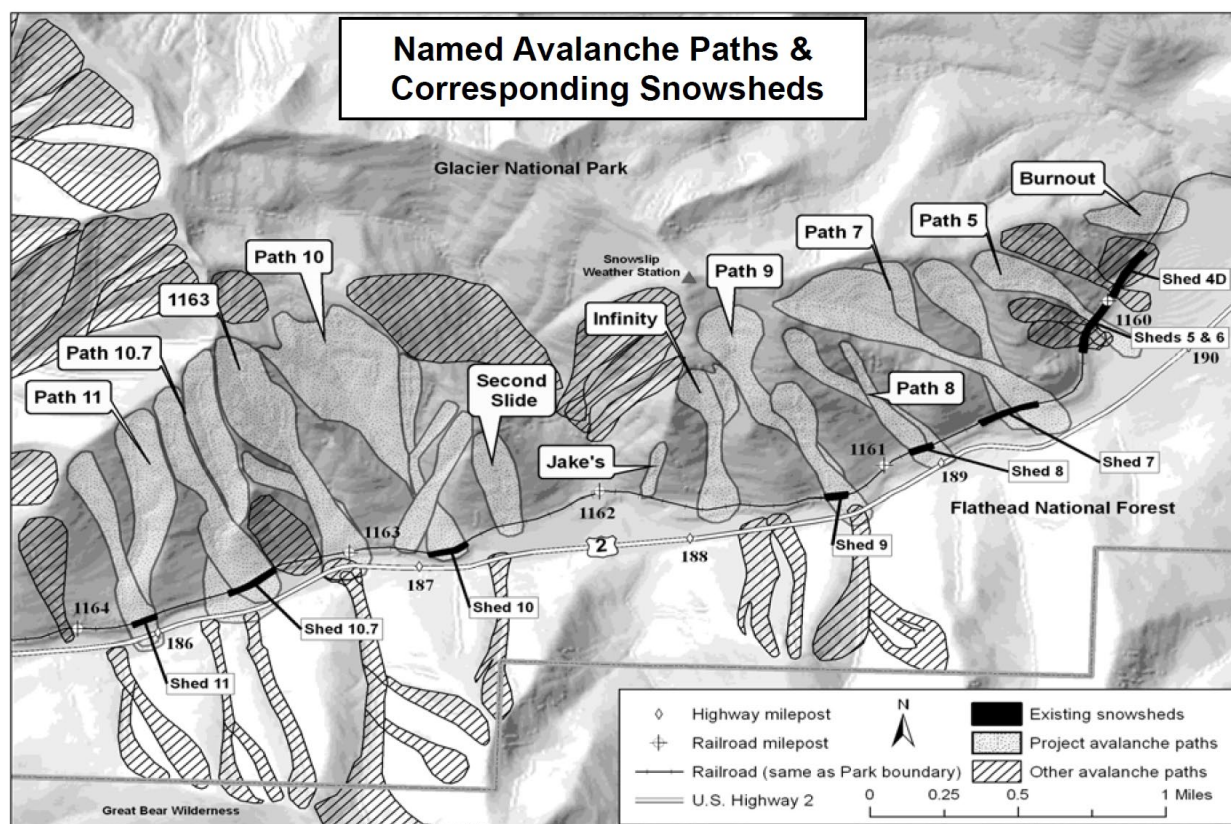 Named Avalanche Paths &
Corresponding Snowsheds
Glacier National Park
Burnout
Path 5
Path 7
Path 10
Snowslip
Weather Station
Path 9
Shed 4D
1163
Infinity
1160
Sheds 5 & 6
190
Path 10.7
Second
Slide
Path 8
Path 11
Jake's
1161
Shed 7
Shed 8
189
1162
Flathead National Forest
1163
2
188
Shed 9
187
Shed 10
1164
Shed 10.7
186
Shed 11
Highway milepost
Railroad milepost
Railroad (same as Park boundary)
U.S. Highway 2
N
Existing snowsheds
Project avalanche paths
Other avalanche paths
0 0.25 0.5 1 Miles
Great Bear Wilderness